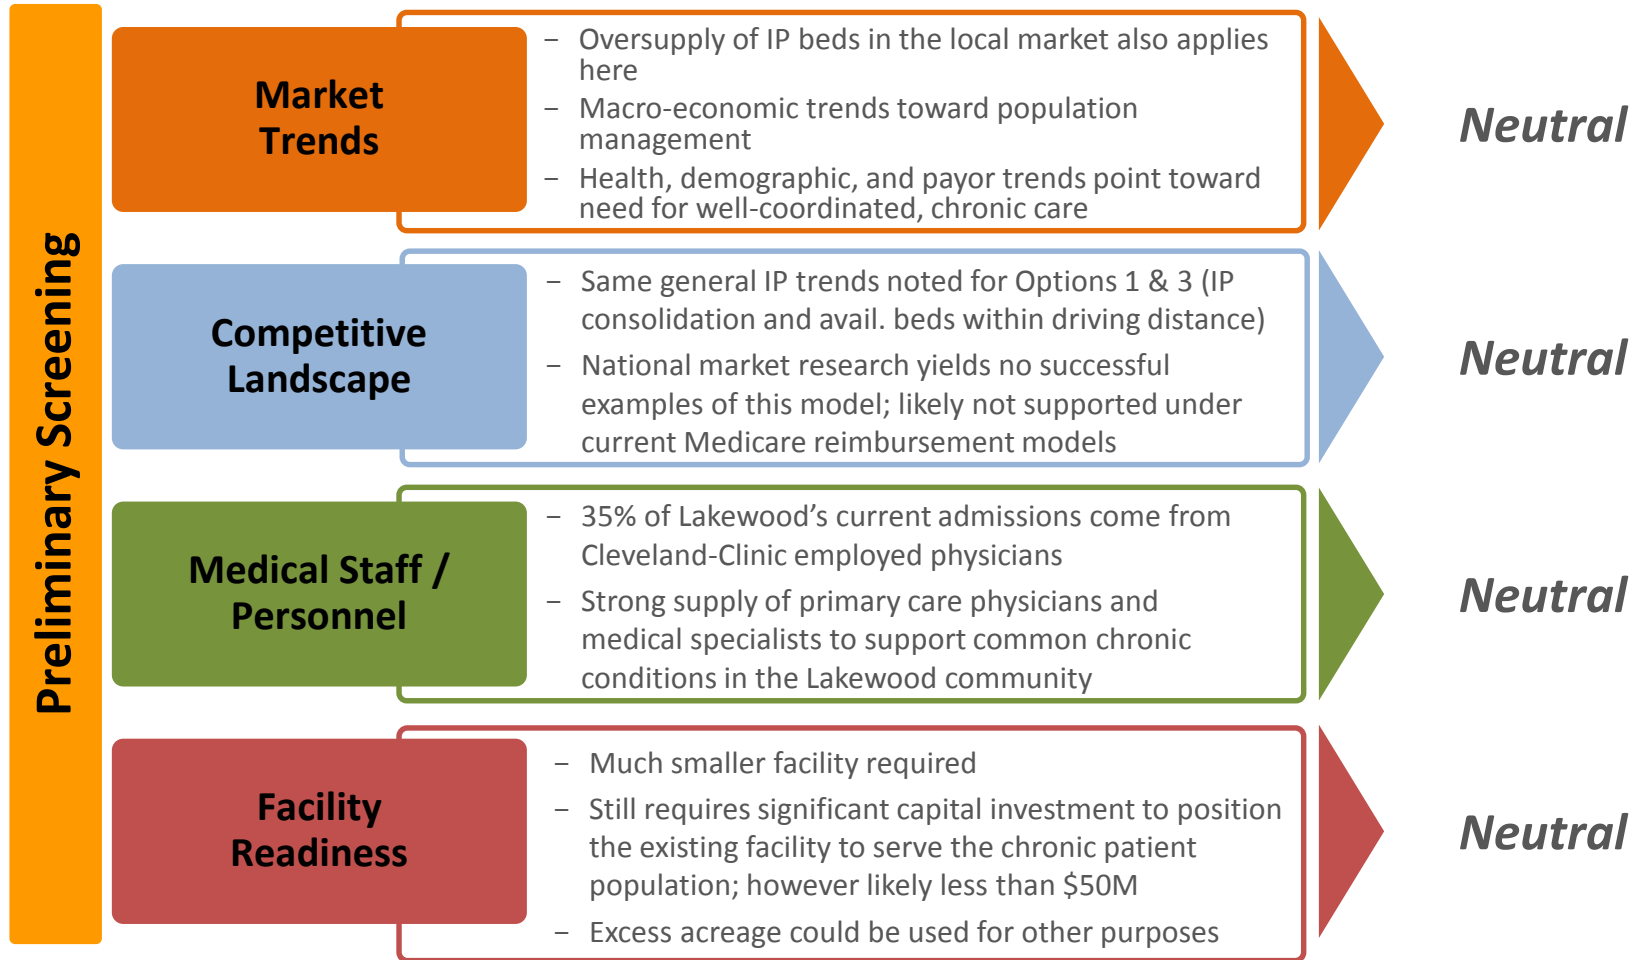 Preliminary Screening
Market
Trends
− Oversupply of IP beds in the local market also applies
here
− Macro-economic trends toward population
management
− Health, demographic, and payor trends point toward
need for well-coordinated, chronic care
Neutral
Competitive
Landscape
− Same general IP trends noted for Options 1 & 3 (IP
consolidation and avail. beds within driving distance)
− National market research yields no successful
examples of this model; likely not supported under
current Medicare reimbursement models
Neutral
Medical Staff /
Personnel
− 35% of Lakewood’s current admissions come from
Cleveland-Clinic employed physicians
− Strong supply of primary care physicians and
medical specialists to support common chronic
conditions in the Lakewood community
Neutral
Facility
Readiness
− Much smaller facility required
− Still requires significant capital investment to position
the existing facility to serve the chronic patient
population; however likely less than $50M
− Excess acreage could be used for other purposes
Neutral